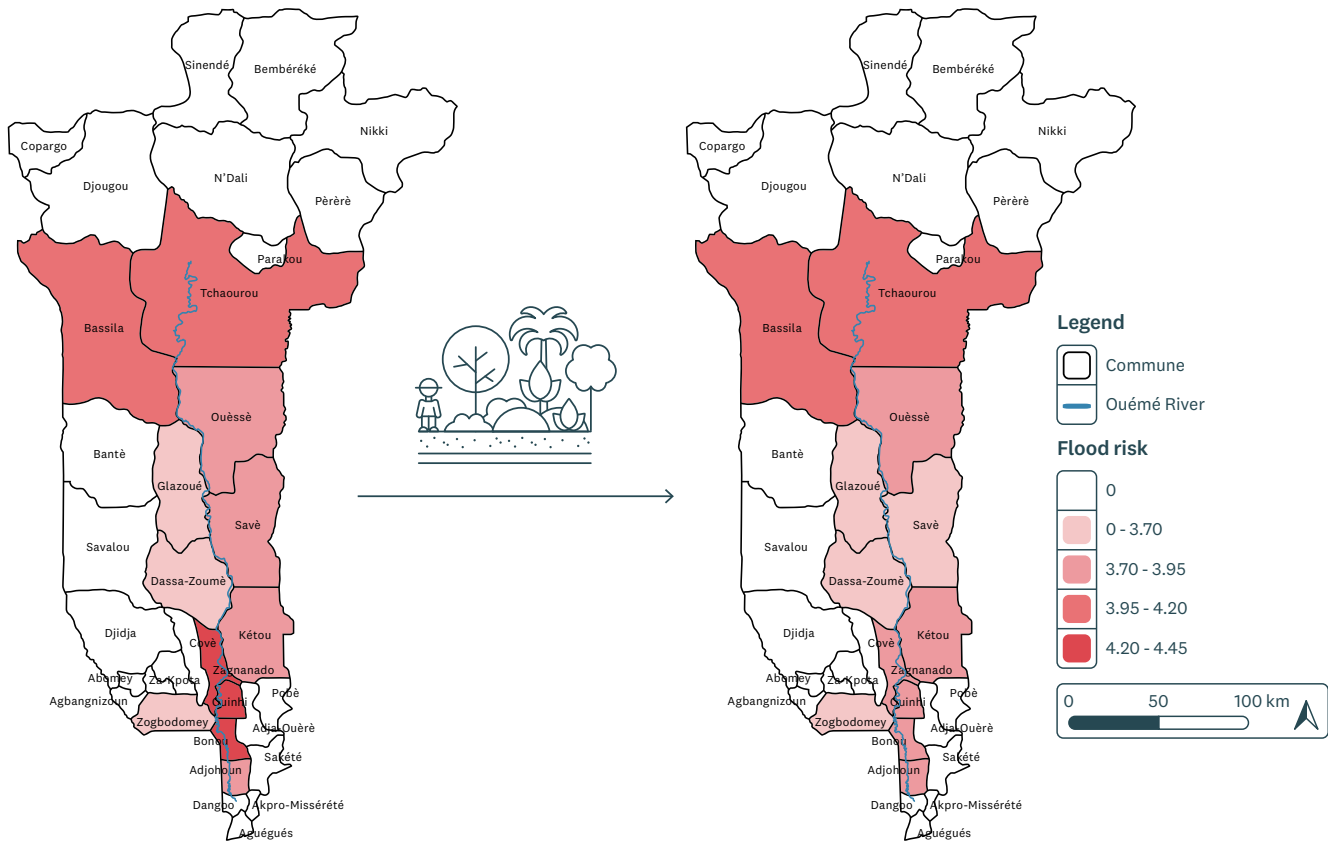 Sinendé
Bembéréké
Nikki
Copargo
Djougou
N'Dali
Pèrèrè
Parakou
Tchaourou
Bassila
Ouèssè
Bantè
Glazoué
Savè
Savalou
Dassa-Zoumè
Djidja
Covè
Kétou
Zagnanado
Abomey
Za-Kpota
Agbangnizoun
Ouinhi
Pobè
Zogbodomey
Adja-Ouèrè
Bonou
Sakété
Adjohoun
Dangbo
Akpro-Missérété
Aguégués
Sinendé
Bembéréké
Nikki
Copargo
Djougou
N'Dali
Pèrèrè
Parakou
Tchaourou
Bassila
Ouèssè
Bantè
Glazoué
Savè
Savalou
Dassa-Zoumè
Djidja
Covè
Kétou
Zagnanado
Abomey
Za-Kpota
Agbangnizoun
Ouinhi
Pobè
Zogbodomey
Adja-Ouèrè
Bonou
Sakété
Adjohoun
Dangbo
Akpro-Missérété
Aguégués
Legend
Commune
Ouémé River
Flood risk
0
0 - 3.70
3.70 - 3.95
3.95 - 4.20
4.20 - 4.45
0 50 100 km